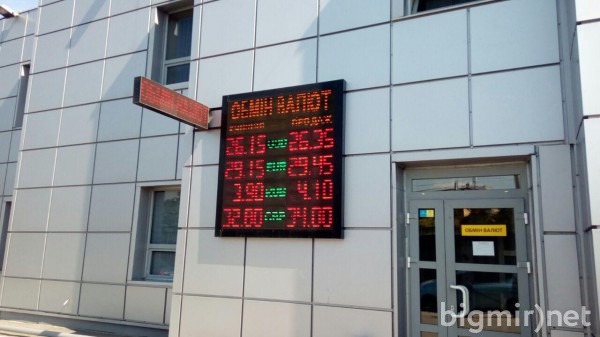 ОБМІН ВАЛЮТ
ПРОДАЖ
26.15 USD 26.35
29.15 EUR 29.45
3.90 4.10
32.00 GBP 34.00
ОБМІН ВАЛЮТ
bigmir)net